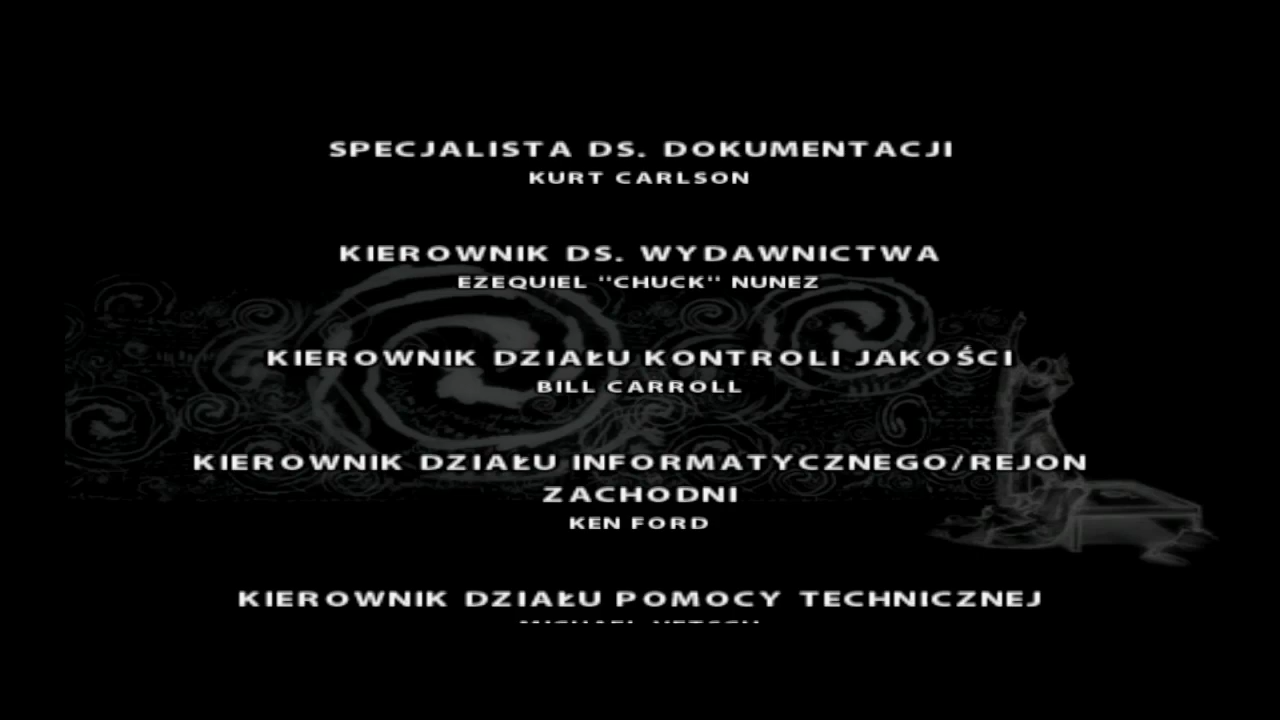 SPECJALISTA DS. DOKUMENTACJI
KURT CARLSON
KIEROWNIK DS. WYDAWNICTWA
EZEQUIEL "CHUCK" NUNEZ
KIEROWNIK DZIAŁU KONTROLI JAKOŚCI
BILL CARROLL
KIEROWNIK DZIAŁU INFORMATYCZNEGO/REJON
ZACHODNI
KEN FORD
KIEROWNIK DZIAŁU POMOCY TECHNICZNEJ